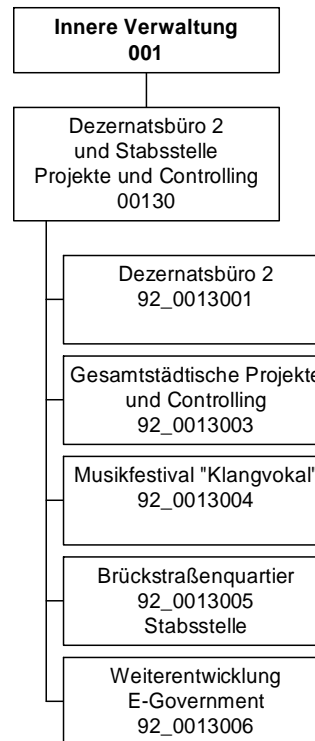 Innere Verwaltung
001
Dezernatsbüro 2
und Stabsstelle
Projekte und Controlling
00130
Dezernatsbüro 2
92_0013001
Gesamtstädtische Projekte
und Controlling
92_0013003
Musikfestival "Klangvokal"
92_0013004
Brückstraßenquartier
92_0013005
Stabsstelle
Weiterentwicklung
E-Government
92_0013006